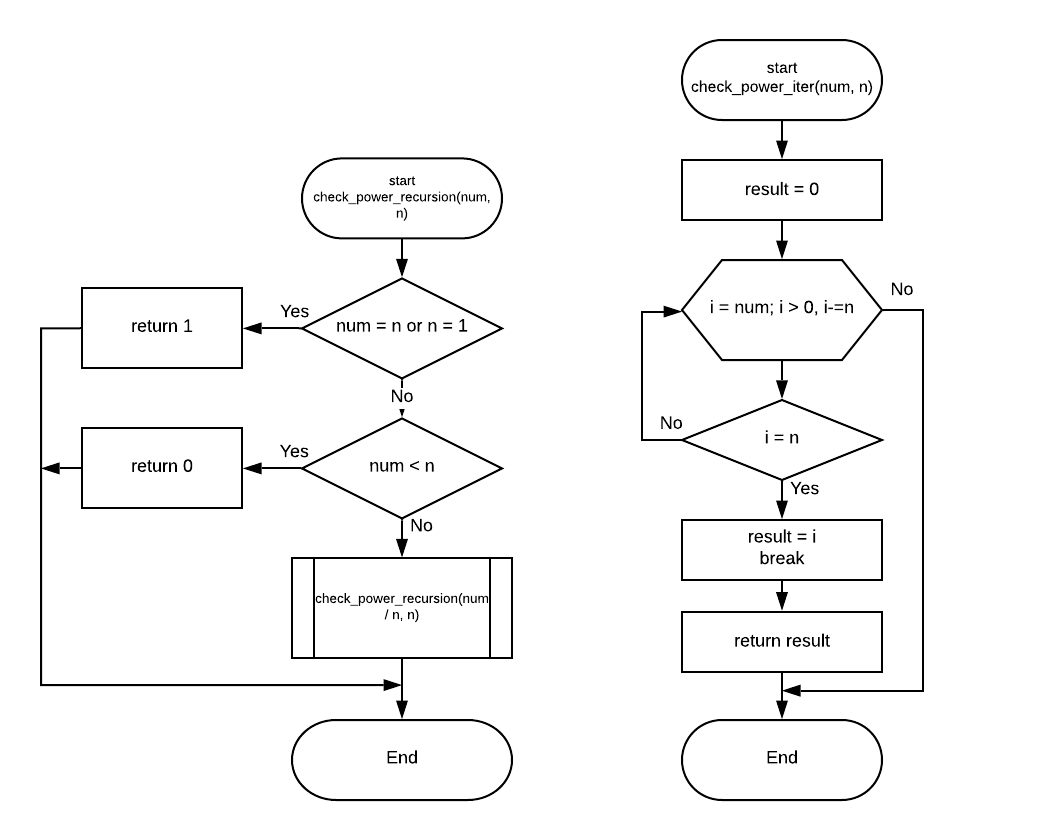 start
check_power_recursion(num,
n)
num = n or n = 1
Yes
return 1
No
num < n
Yes
return 0
No
check_power_recursion(num
/ n, n)
End
start
check_power_iter(num, n)
result = 0
i = num; i > 0, i-=n
No
i = n
No
Yes
result = i
break
return result
End